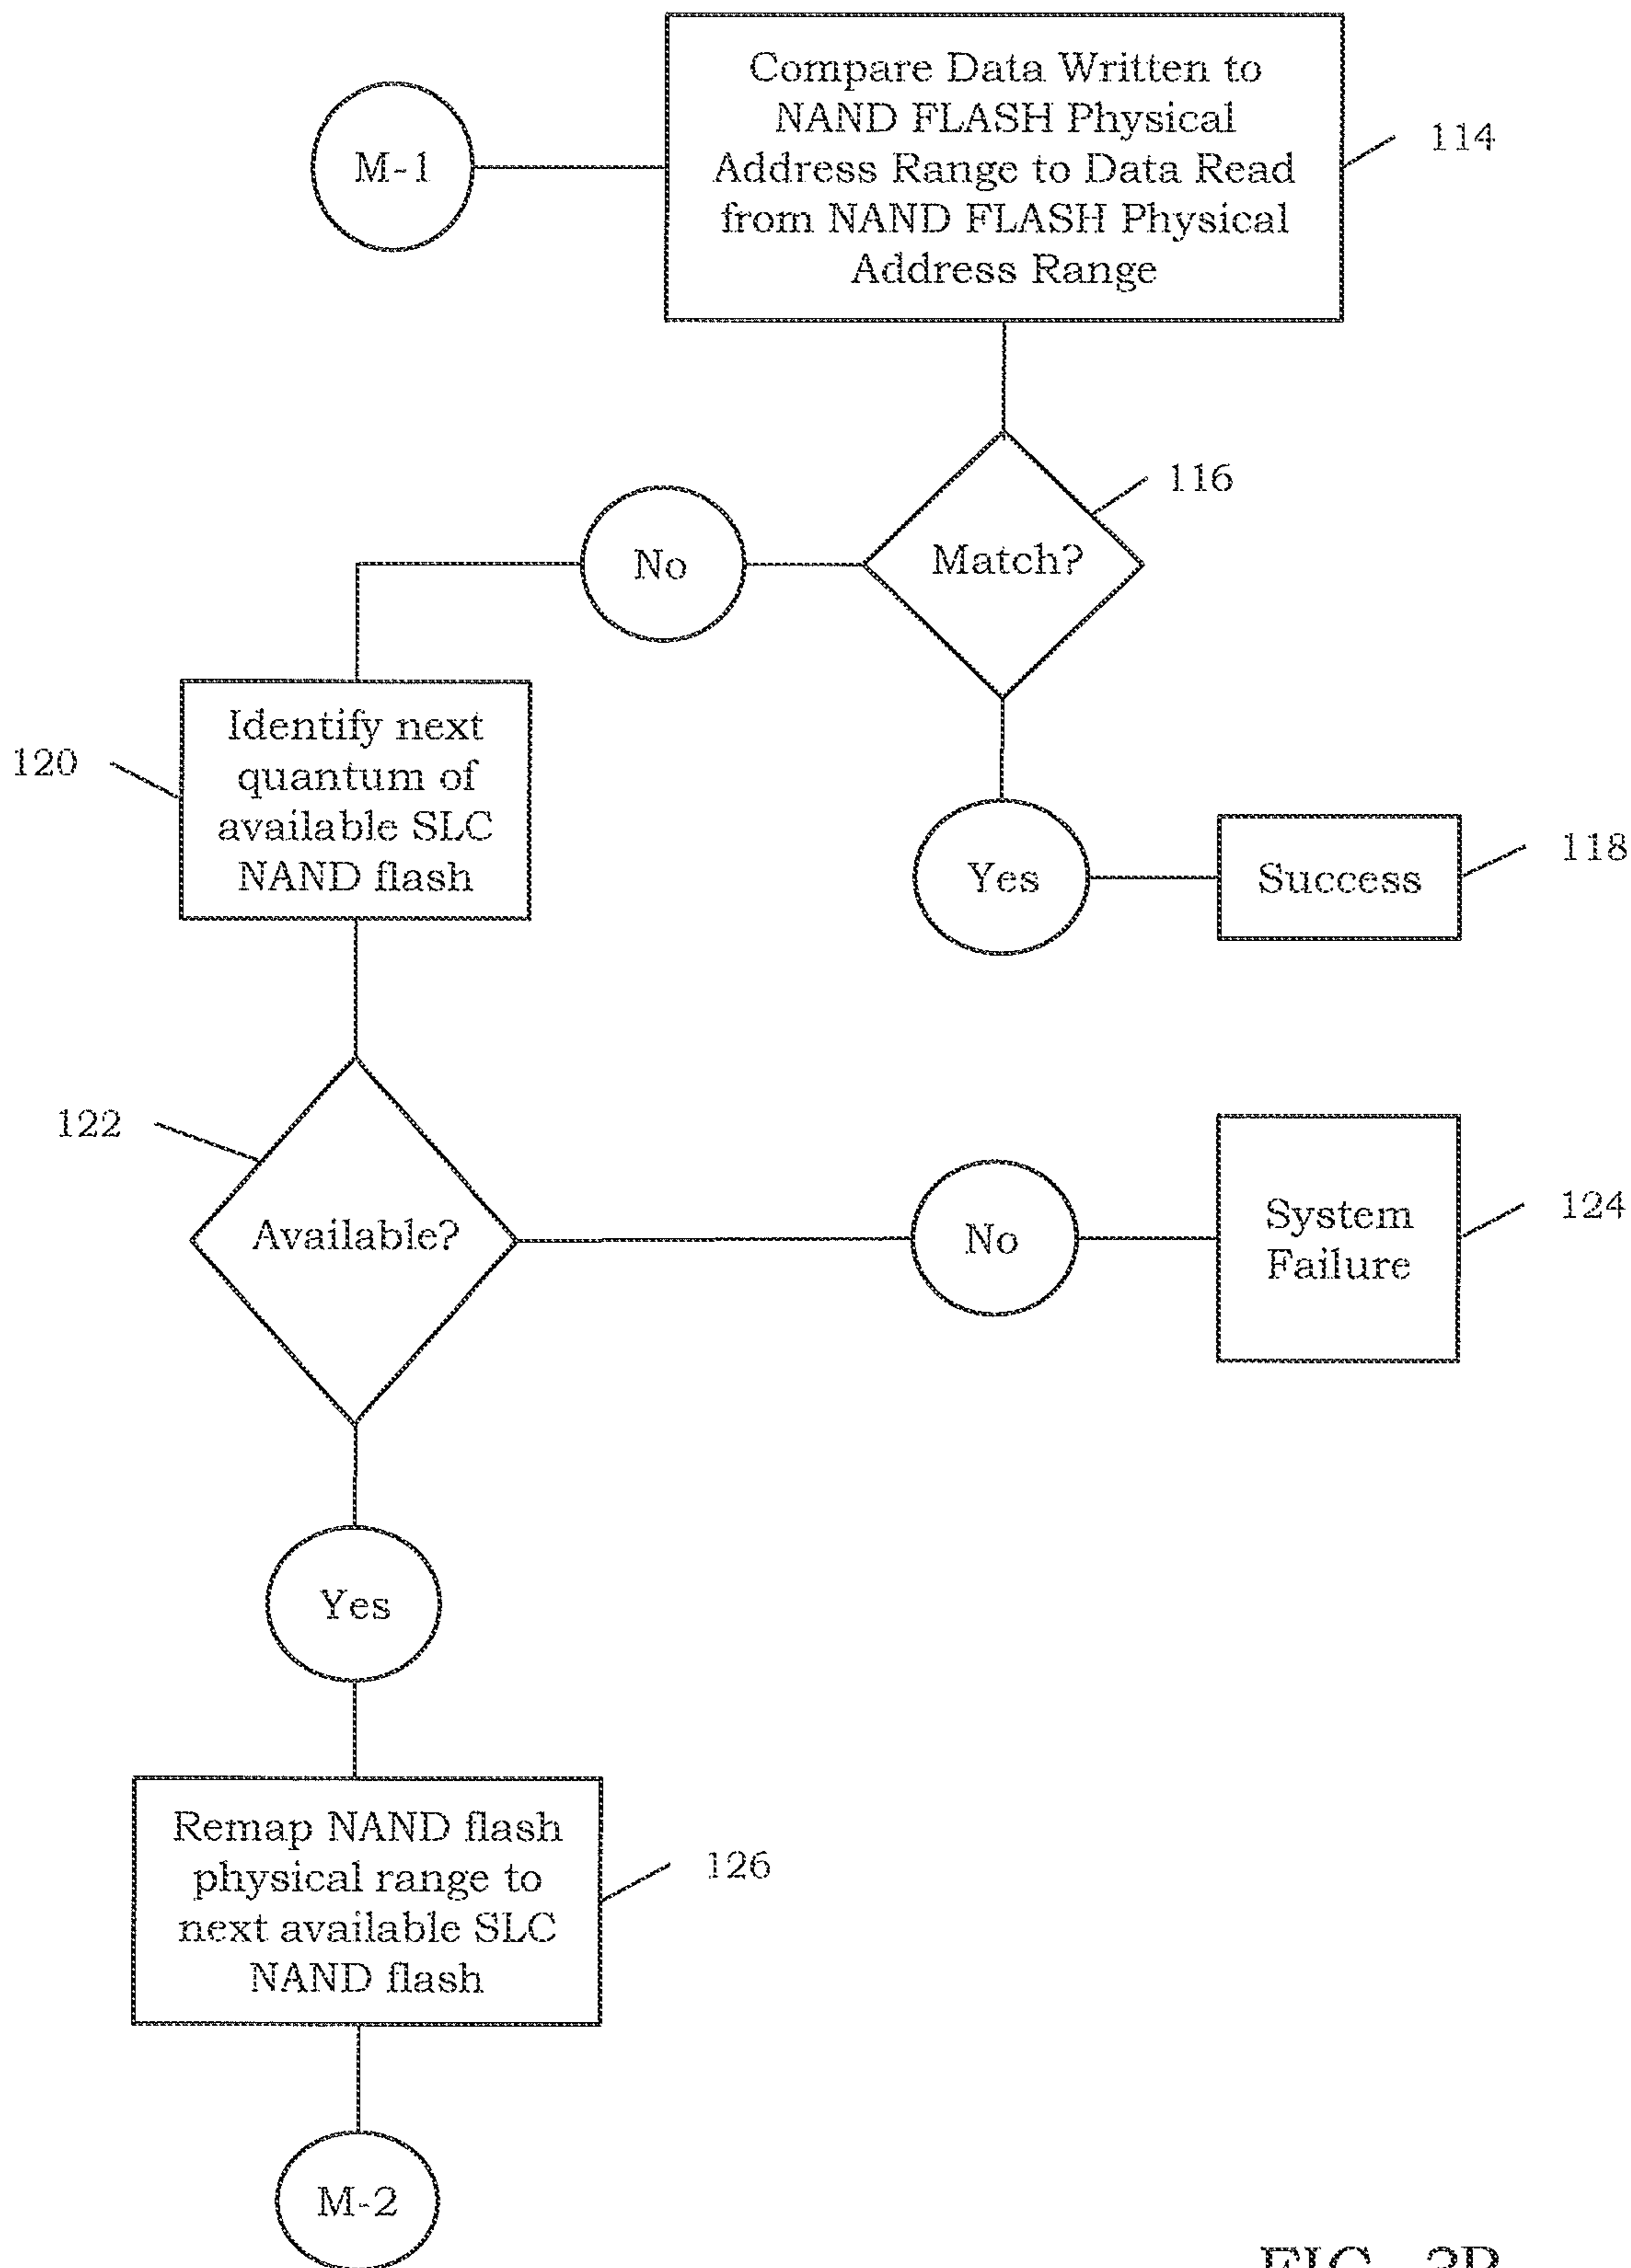 M-1
Compare Data Written to
NAND FLASH Physical
Address Range to Data Read
from NAND FLASH Physical
Address Range
114
116
Match?
No
120
Identify next
quantum of
available SLC
NAND flash
Yes
Success
118
122
Available?
No
System
Failure
124
Yes
Remap NAND flash
physical range to
next available SLC
NAND flash
126
M-2
FIG. 3B